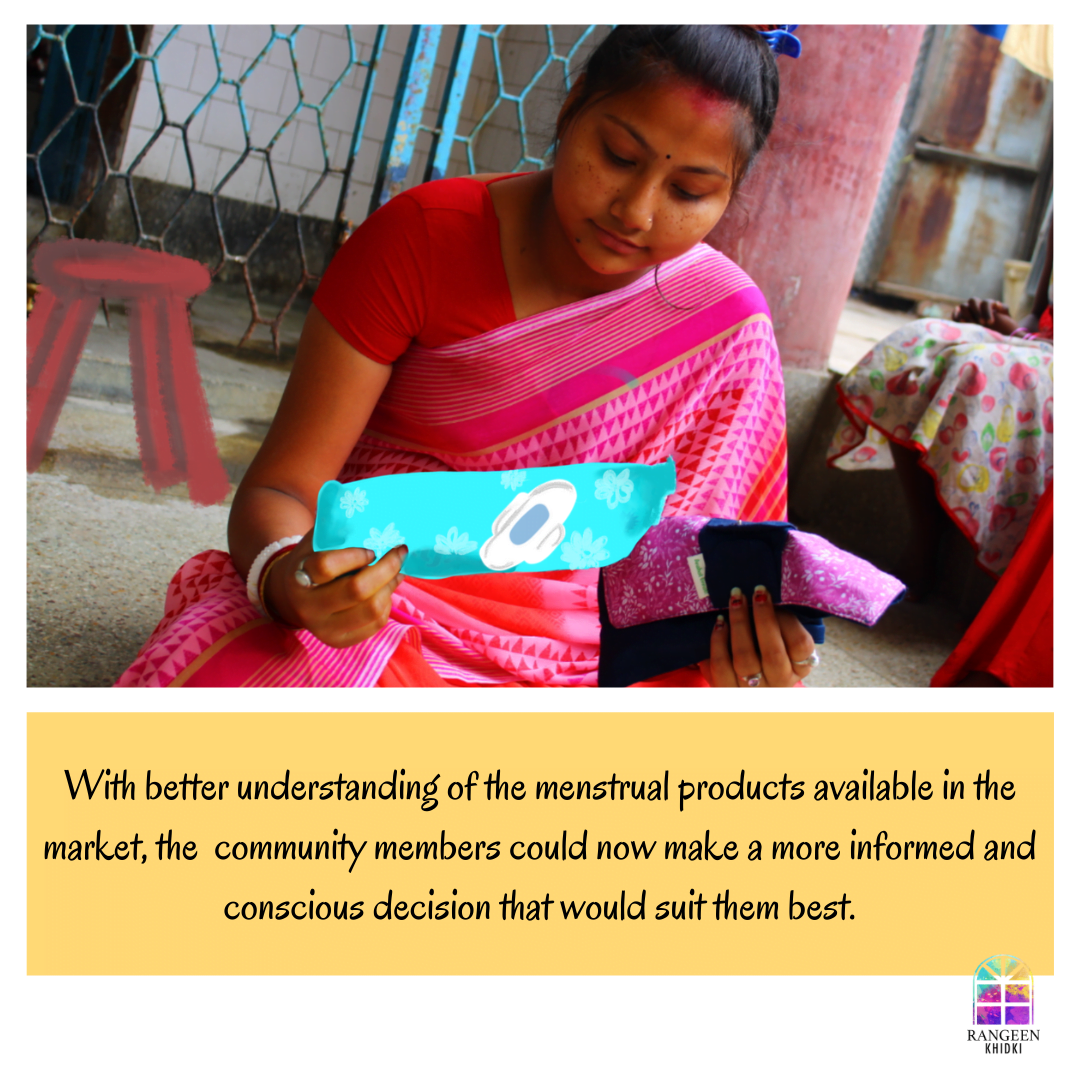 With better understanding of the menstrual products available in the
market, the community members could now make a more informed and
conscious decision that would suit them best.
RANGEEN
KHIDKI